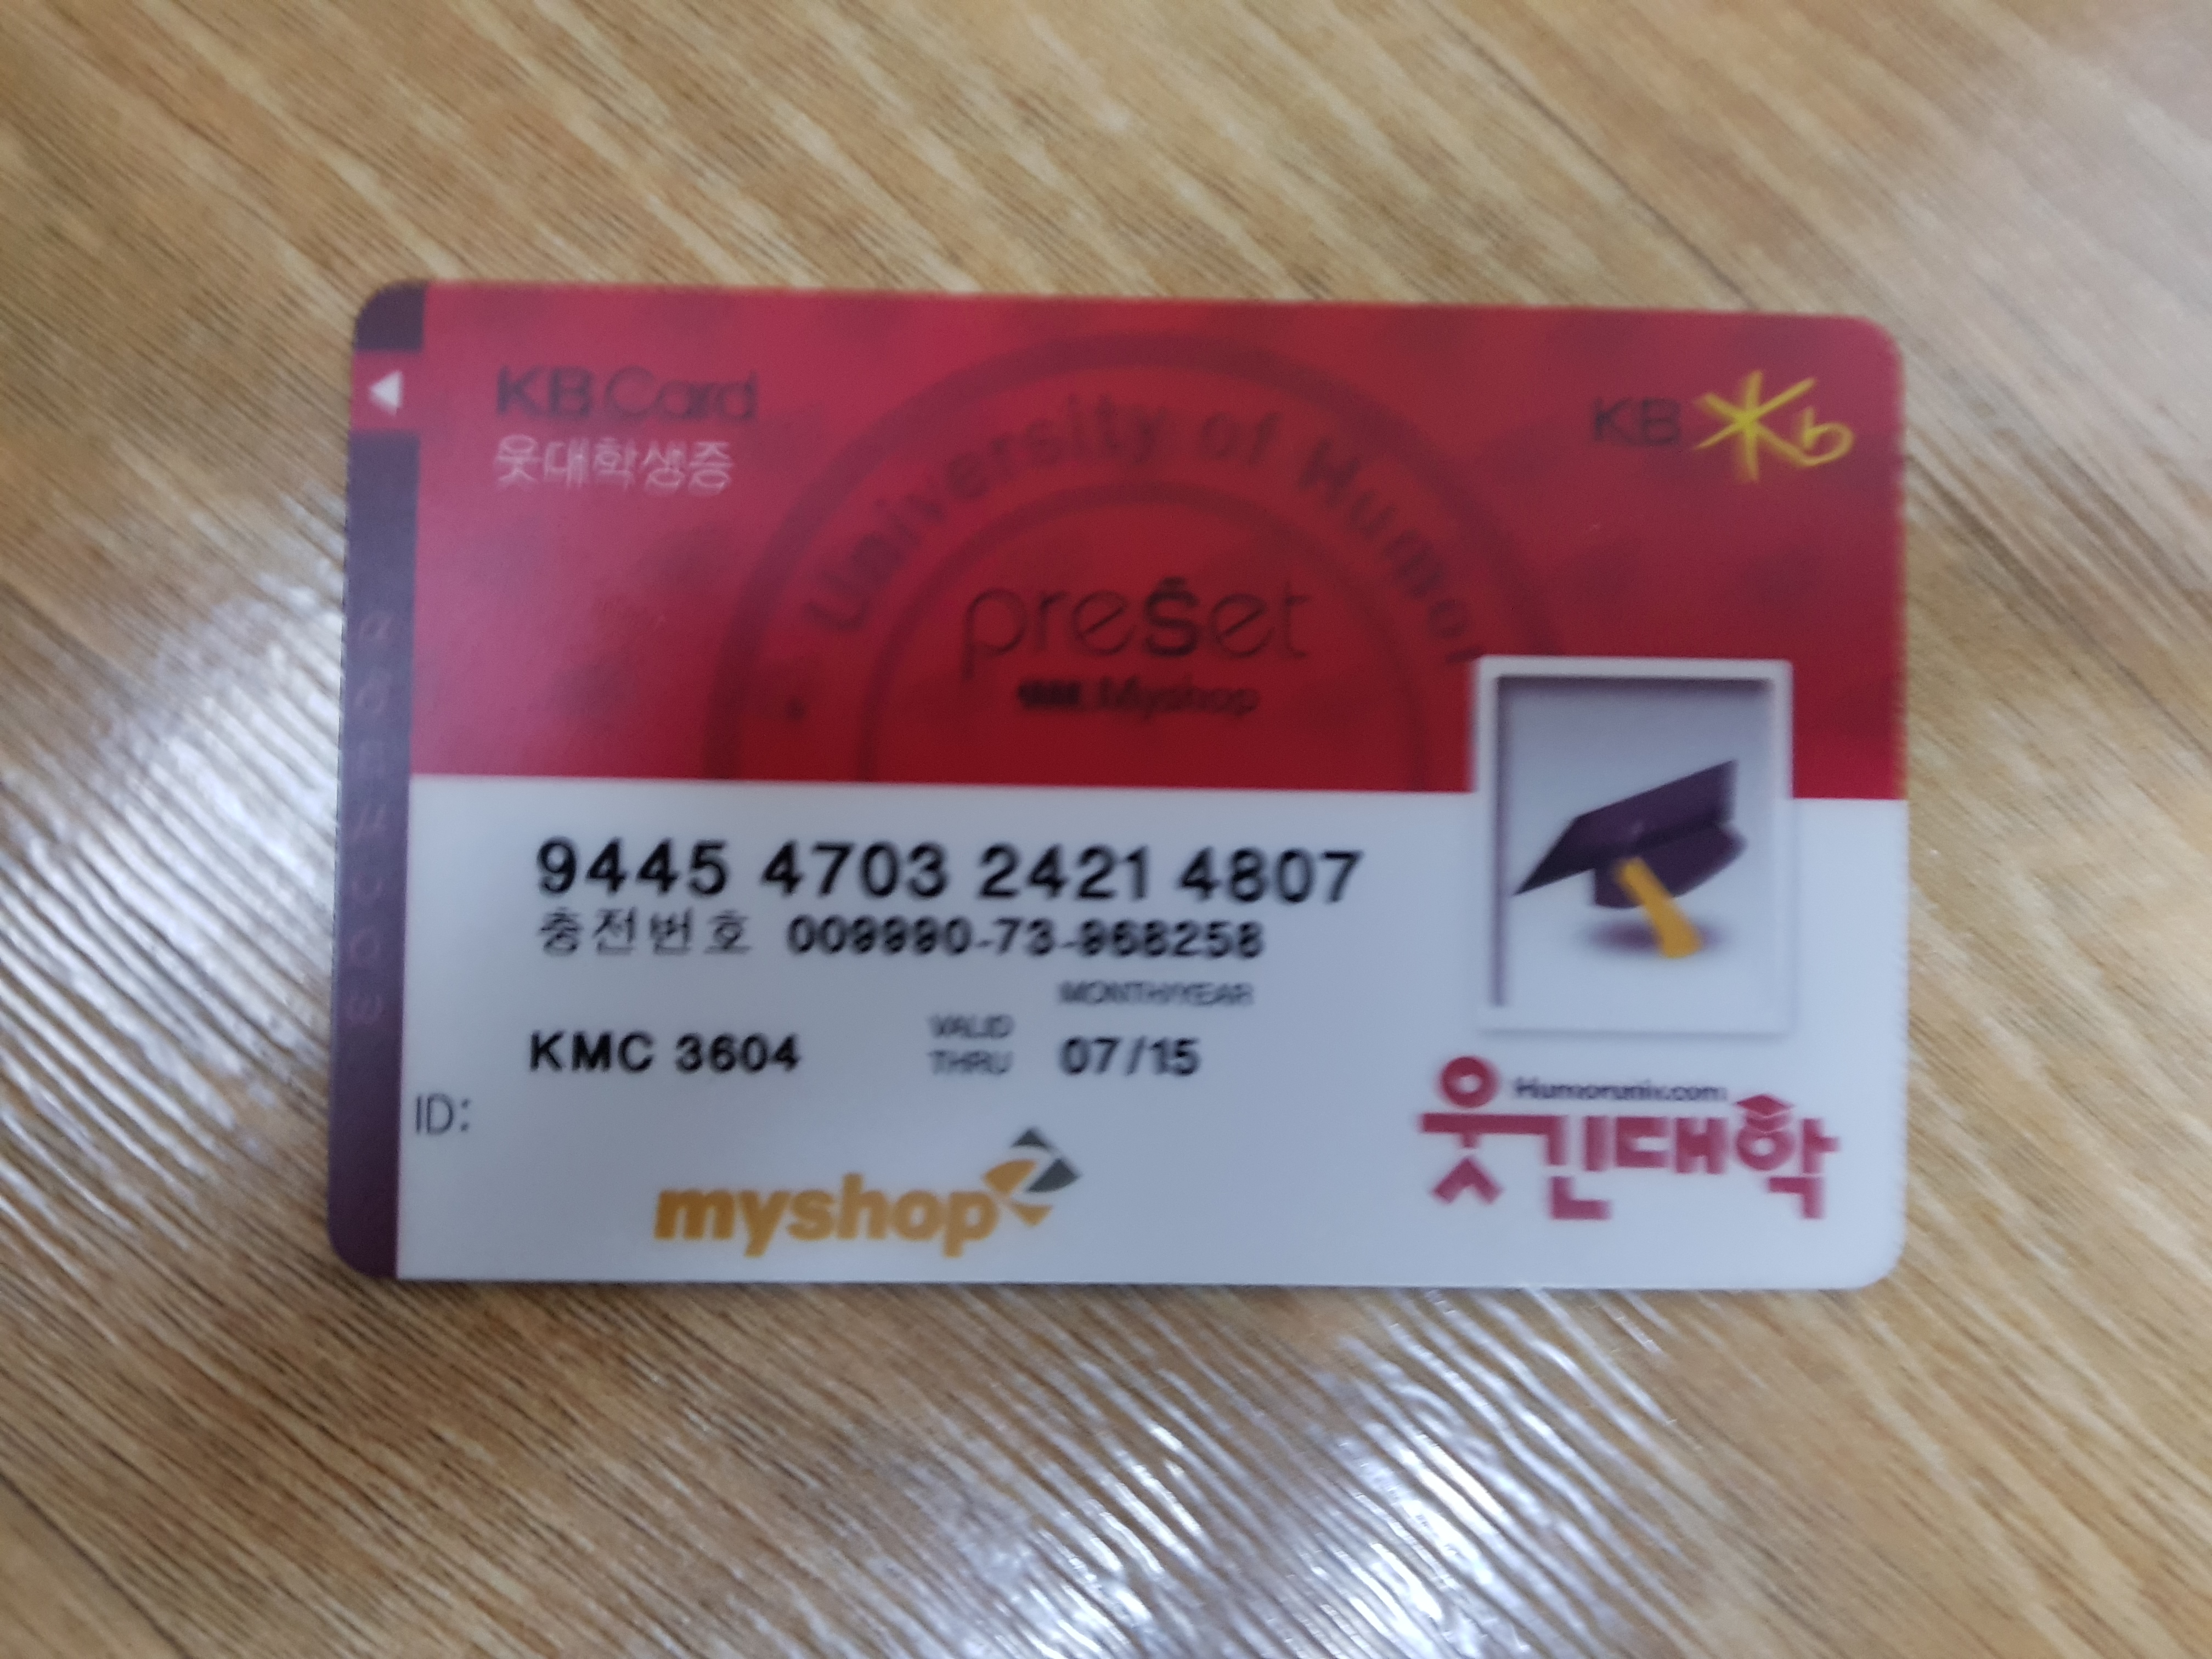 KB Card
웃대학생증
KB b
University of Humor
preset
Myshop
9445 4703 2421 4807
충전번호 009990-73-968258
MONTH/YEAR
KMC 3604
VALID THRU
07/15
ID:
Humoruniv.com
웃긴대학
myshop